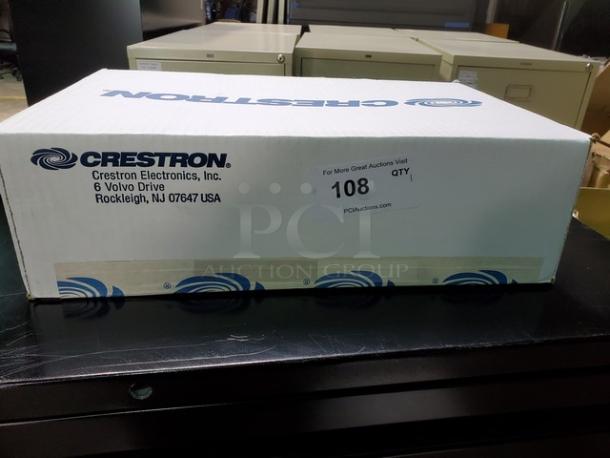 CRESTRON
CRESTRON®
Crestron Electronics, Inc.
6 Volvo Drive
Rockleigh, NJ 07647 USA
For More Great Auctions Visit
108
QTY
PCIAuctions.com
PCI
AUCTION GROUP